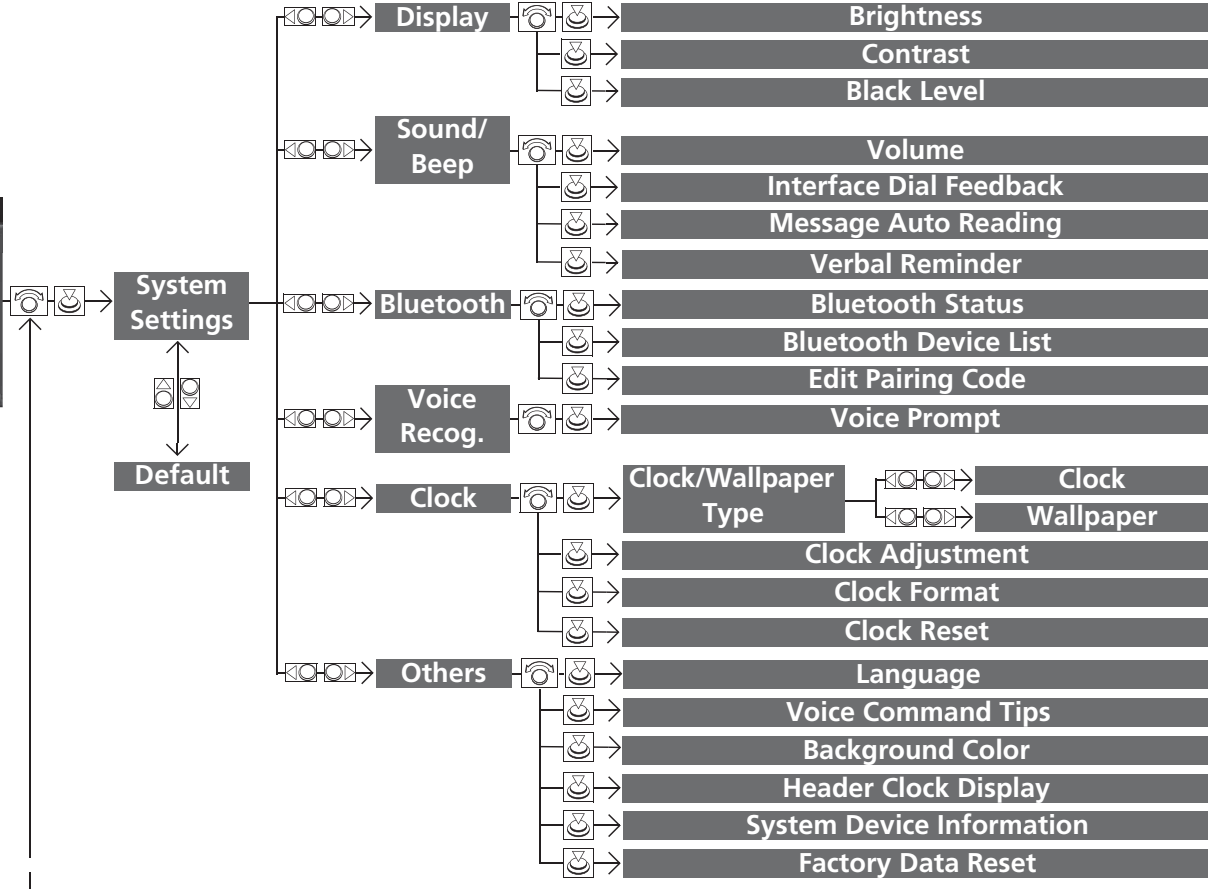 Display
Brightness
Contrast
Black Level
Sound/
Beep
Volume
Interface Dial Feedback
Message Auto Reading
Verbal Reminder
System
Settings
Bluetooth
Bluetooth Status
Bluetooth Device List
Edit Pairing Code
Voice
Recog.
Voice Prompt
Default
Clock
Clock/Wallpaper
Type
Clock
Wallpaper
Clock Adjustment
Clock Format
Clock Reset
Others
Language
Voice Command Tips
Background Color
Header Clock Display
System Device Information
Factory Data Reset